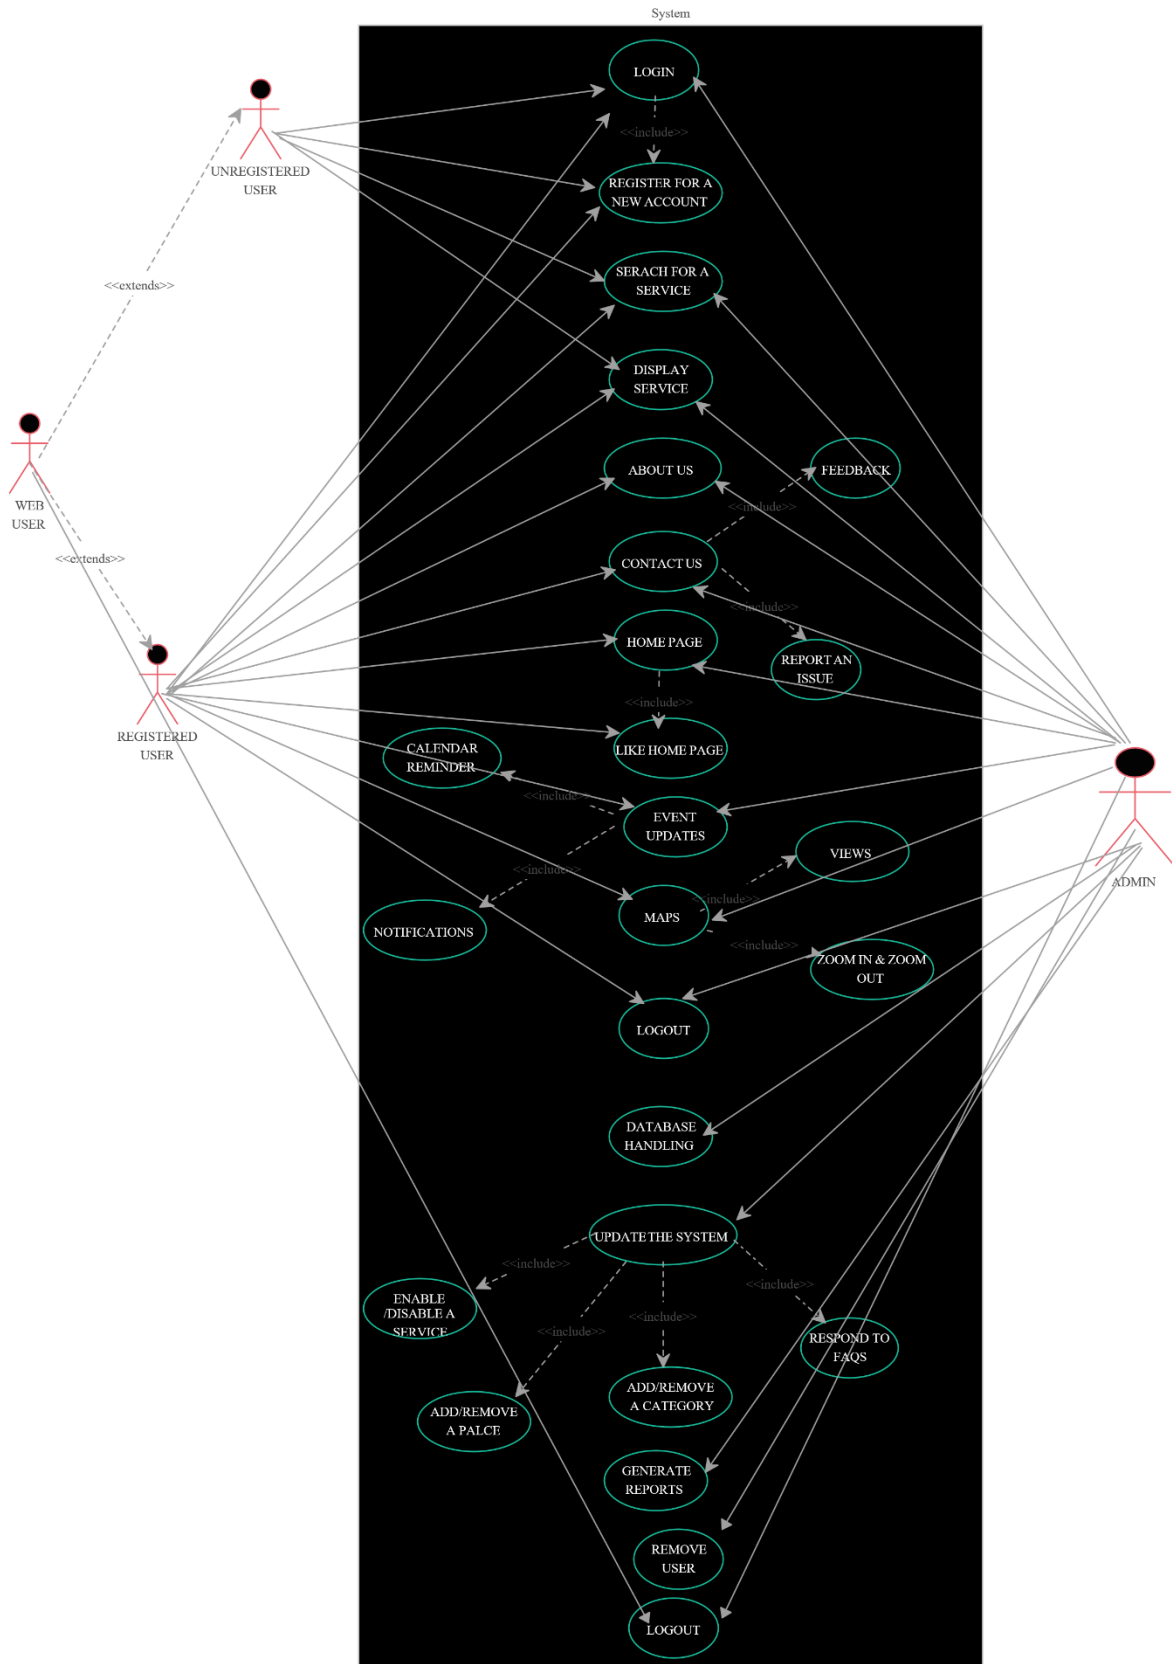 System
LOGIN
<<include>>
UNREGISTERED
USER
REGISTER FOR A
NEW ACCOUNT
SERACH FOR A
SERVICE
<<extends>>
DISPLAY
SERVICE
WEB
USER
ABOUT US
FEEDBACK
<<include>>
<<extends>>
CONTACT US
<<include>>
HOME PAGE
REPORT AN
ISSUE
<<include>>
REGISTERED
USER
LIKE HOME PAGE
CALENDAR
REMINDER
<<include>>
EVENT
UPDATES
VIEWS
<<include>>
ADMIN
<<include>>
MAPS
NOTIFICATIONS
<<include>>
ZOOM IN & ZOOM
OUT
LOGOUT
DATABASE
HANDLING
UPDATE THE SYSTEM
<<include>>
<<include>>
ENABLE
/DISABLE A
SERVICE
<<include>>
<<include>>
RESPOND TO
FAQS
ADD/REMOVE
A CATEGORY
ADD/REMOVE
A PALCE
GENERATE
REPORTS
REMOVE
USER
LOGOUT